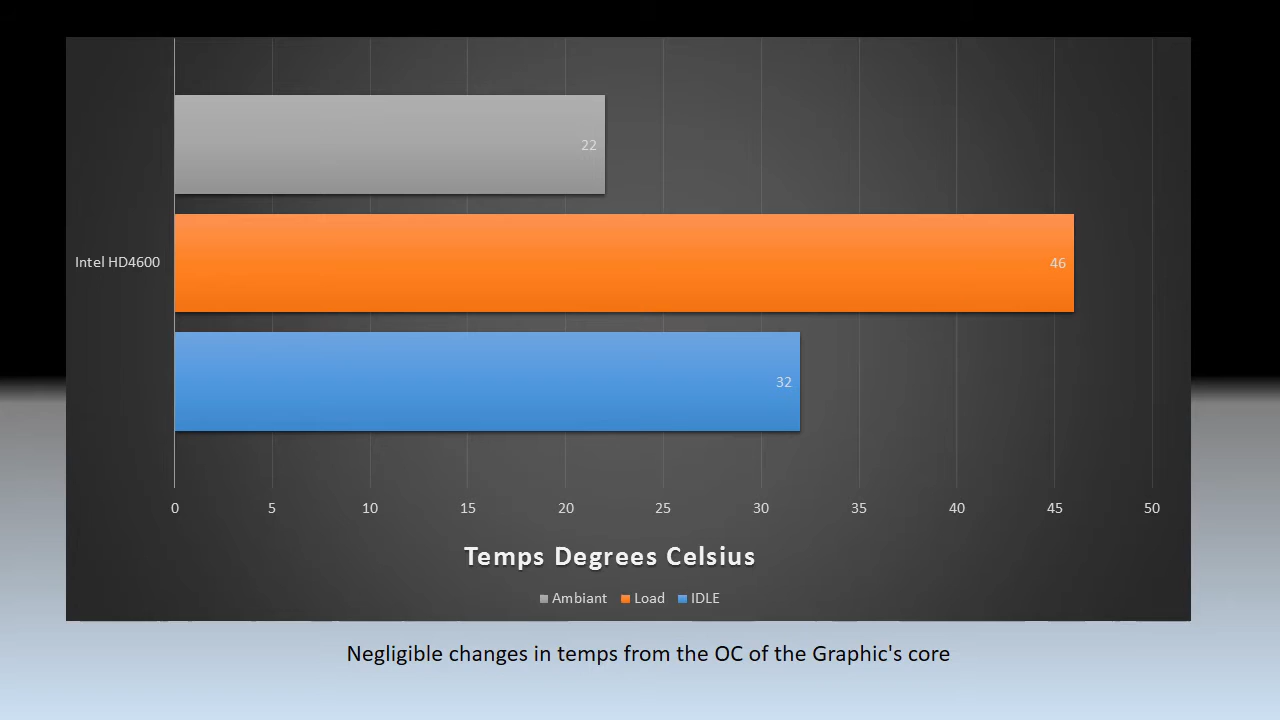 22
Intel HD4600
46
32
0 5 10 15 20 25 30 35 40 45 50
Temps Degrees Celsius
Ambiant Load IDLE
Negligible changes in temps from the OC of the Graphic's core